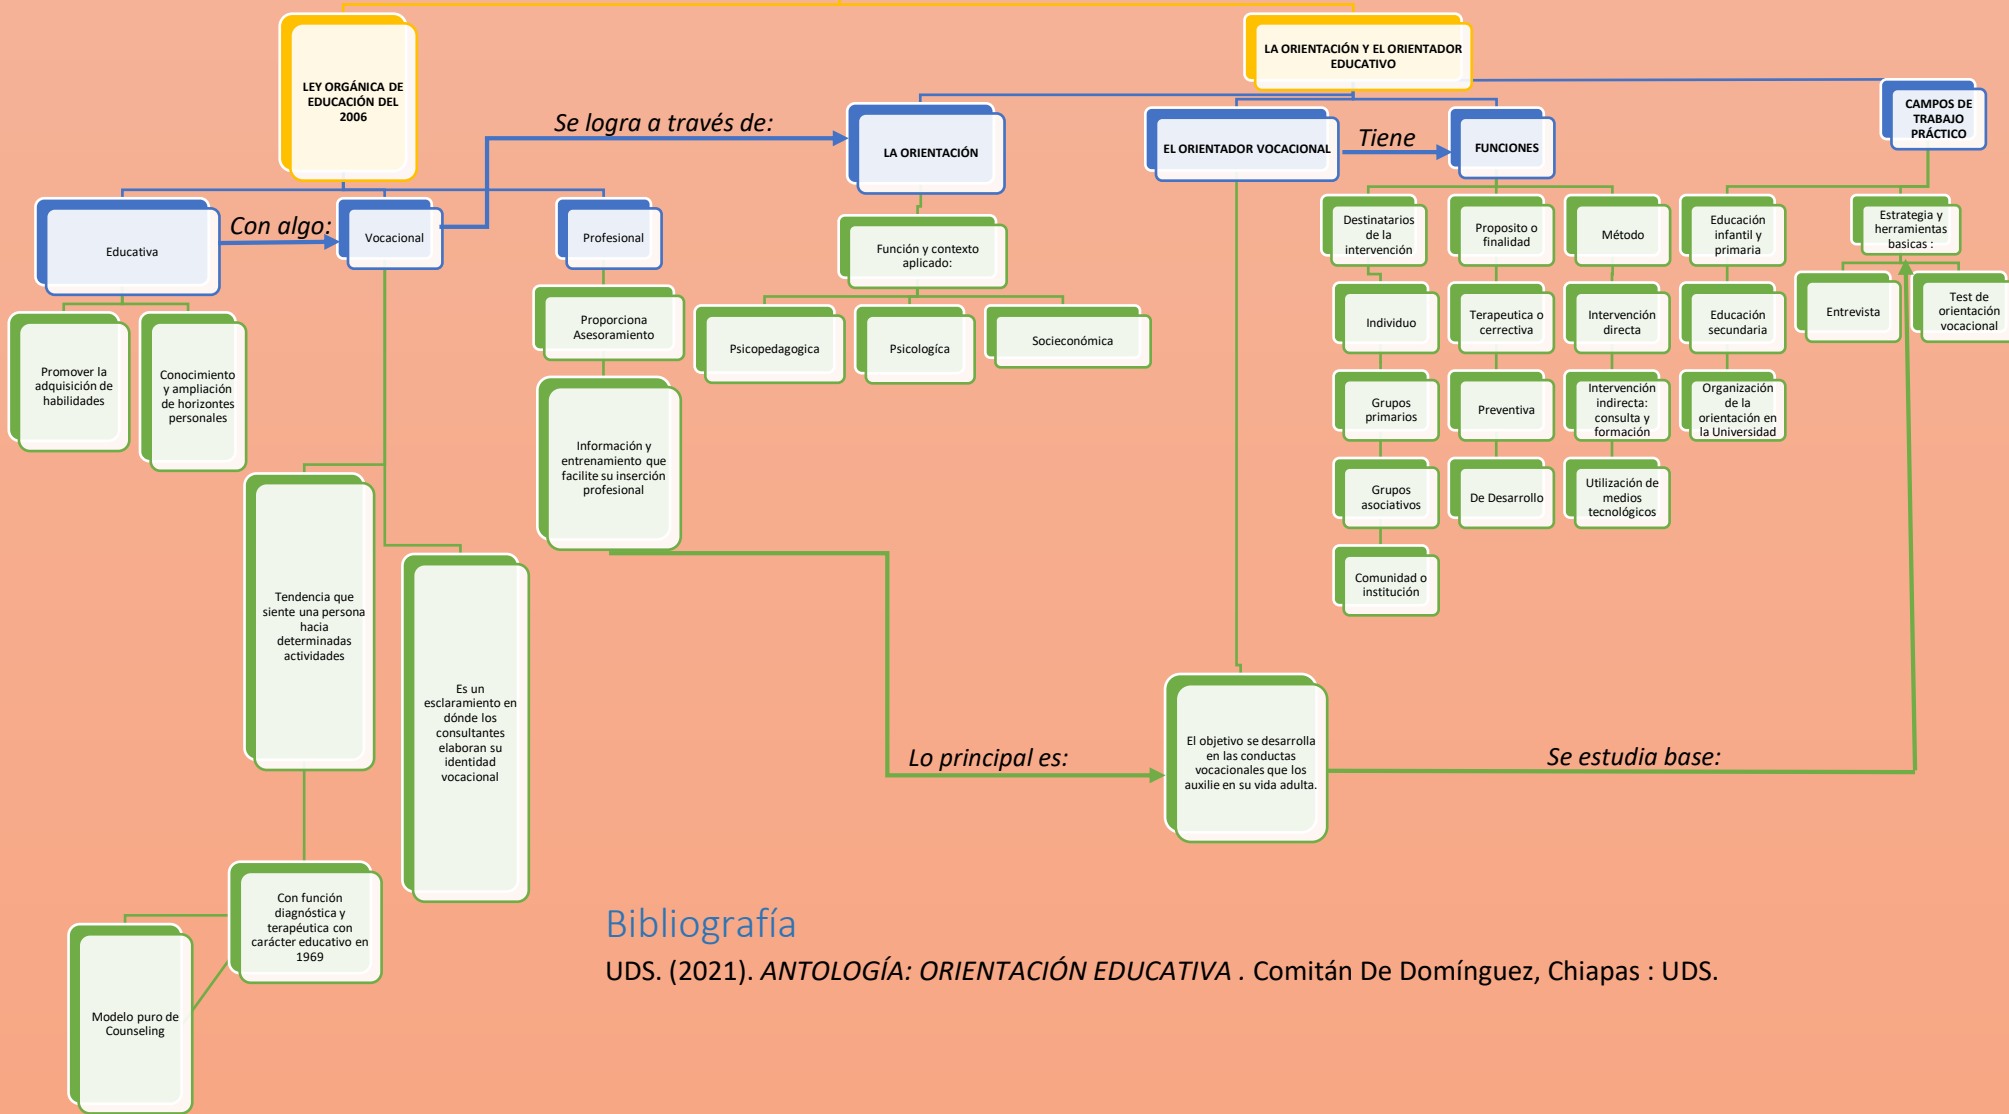 LEY ORGÁNICA DE
EDUCACIÓN DEL
2006
LA ORIENTACIÓN Y EL ORIENTADOR
EDUCATIVO
Se logra a través de:
LA ORIENTACIÓN
EL ORIENTADOR VOCACIONAL
Tiene
FUNCIONES
CAMPOS DE
TRABAJO
PRÁCTICO
Educativa
Con algo:
Vocacional
Profesional
Función y contexto
aplicado:
Destinatarios
de la
intervención
Proposito o
finalidad
Método
Educación
infantil y
primaria
Estrategia y
herramientas
basicas :
Promover la
adquisición de
habilidades
Conocimiento
y ampliación
de horizontes
personales
Proporciona
Asesoramiento
Psicopedagogica
Psicologíca
Socieconómica
Individuo
Terapeutica o
cerrectiva
Intervención
directa
Educación
secundaria
Entrevista
Test de
orientación
vocacional
Información y
entrenamiento que
facilite su inserción
profesional
Grupos
primarios
Preventiva
Intervención
indirecta:
consulta y
formación
Organización
de la
orientación en
la Universidad
Grupos
asociativos
De Desarrollo
Utilización de
medios
tecnológicos
Comunidad o
institución
Tendencia que
siente una persona
hacia
determinadas
actividades
Es un
esclaramiento en
dónde los
consultantes
elaboran su
identidad
vocacional
Lo principal es:
El objetivo se desarrolla
en las conductas
vocacionales que los
auxilie en su vida adulta.
Se estudia base:
Con función
diagnóstica y
terapéutica con
carácter educativo en
1969
Modelo puro de
Counseling
Bibliografía
UDS. (2021). ANTOLOGÍA: ORIENTACIÓN EDUCATIVA . Comitán De Domínguez, Chiapas : UDS.